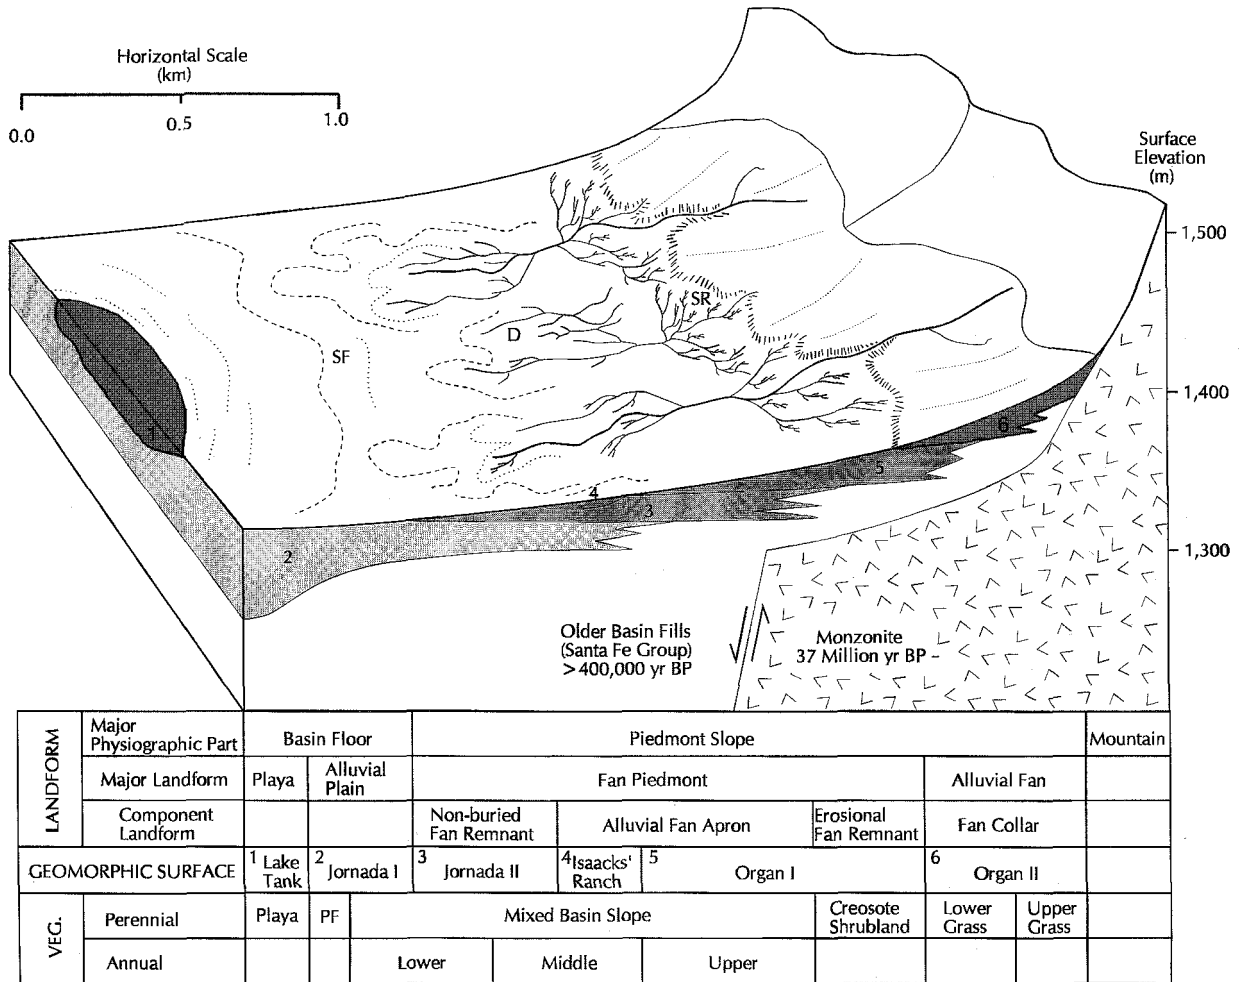 Horizontal Scale
(km)
0.0
0.5
1.0
Surface
Elevation
(m)
1,500
1,400
1,300
SR
D
SF
1
2
3
4
5
6
Older Basin Fills
(Santa Fe Group)
>400,000 yr BP
Monzonite
37 Million yr BP
LANDFORM
Major
Physiographic Part
Basin Floor
Piedmont Slope
Mountain
Major Landform
Playa
Alluvial
Plain
Fan Piedmont
Alluvial Fan
Component
Landform
Non-buried
Fan Remnant
Alluvial Fan Apron
Erosional
Fan Remnant
Fan Collar
GEOMORPHIC SURFACE
1 Lake
Tank
2 Jornada I
3 Jornada II
4 Isaacks'
Ranch
5 Organ I
6 Organ II
VEG.
Perennial
Playa
PF
Mixed Basin Slope
Creosote
Shrubland
Lower
Grass
Upper
Grass
Annual
Lower
Middle
Upper